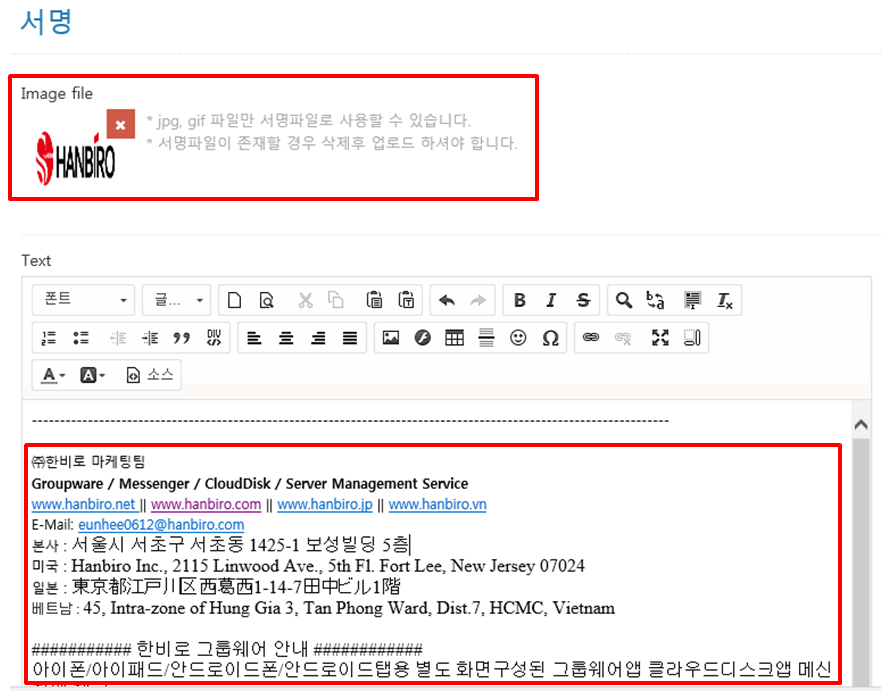 서명
Image file
* jpg, gif 파일만 서명파일로 사용할 수 있습니다.
* 서명파일이 존재할 경우 삭제후 업로드 하셔야 합니다.
HANBIRO
Text
폰트 글...
소스
--------------------------------------------------------------------------------------------------------------------
㈜한비로 마케팅팀
Groupware / Messenger / CloudDisk / Server Management Service
www.hanbiro.net || www.hanbiro.com || www.hanbiro.jp || www.hanbiro.vn
E-Mail: eunhee0612@hanbiro.com
본사 : 서울시 서초구 서초동 1425-1 보성빌딩 5층
미국 : Hanbiro Inc., 2115 Linwood Ave., 5th Fl. Fort Lee, New Jersey 07024
일본 : 東京都江戸川区西葛西1-14-7田中ビル1階
베트남 : 45, Intra-zone of Hung Gia 3, Tan Phong Ward, Dist.7, HCMC, Vietnam
########### 한비로 그룹웨어 안내 ############
아이폰/아이패드/안드로이드폰/안드로이드탭용 별도 화면구성된 그룹웨어앱 클라우드디스크앱 메신